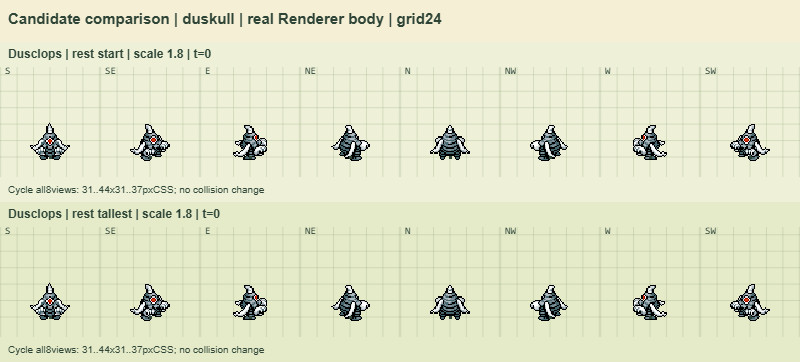 Candidate comparison | duskull | real Renderer body | grid24
Dusclops | rest start | scale 1.8 | t=0
S SE E NE N NW W SW
Cycle all8views: 31..44x31..37pxCSS; no collision change
Dusclops | rest tallest | scale 1.8 | t=0
S SE E NE N NW W SW
Cycle all8views: 31..44x31..37pxCSS; no collision change